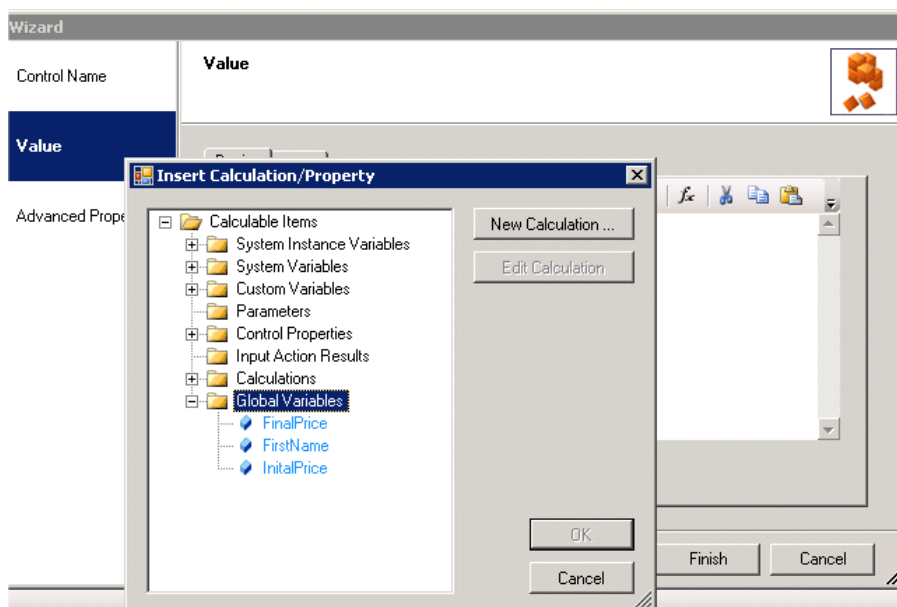 Wizard
Control Name
Value
Value
Advanced Prope
Insert Calculation/Property
Calculable Items
System Instance Variables
System Variables
Custom Variables
Parameters
Control Properties
Input Action Results
Calculations
Global Variables
FinalPrice
FirstName
InitalPrice
New Calculation ...
Edit Calculation
OK
Cancel
fx
Finish
Cancel